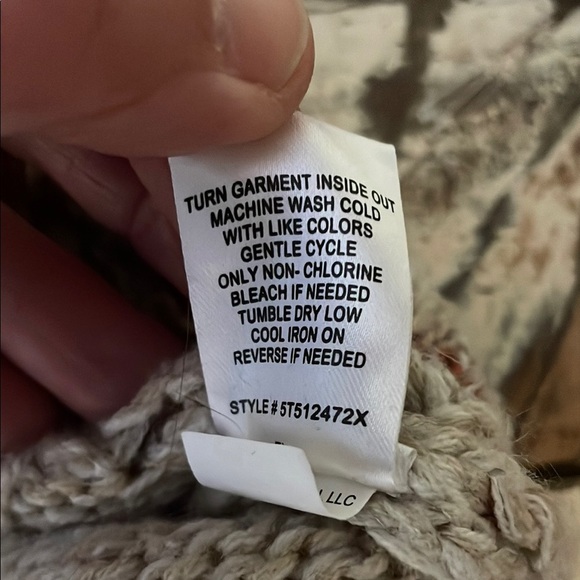 TURN GARMENT INSIDE OUT
MACHINE WASH COLD
WITH LIKE COLORS
GENTLE CYCLE
ONLY NON-CHLORINE
BLEACH IF NEEDED
TUMBLE DRY LOW
COOL IRON ON
REVERSE IF NEEDED
STYLE # 5T512472X
LLC